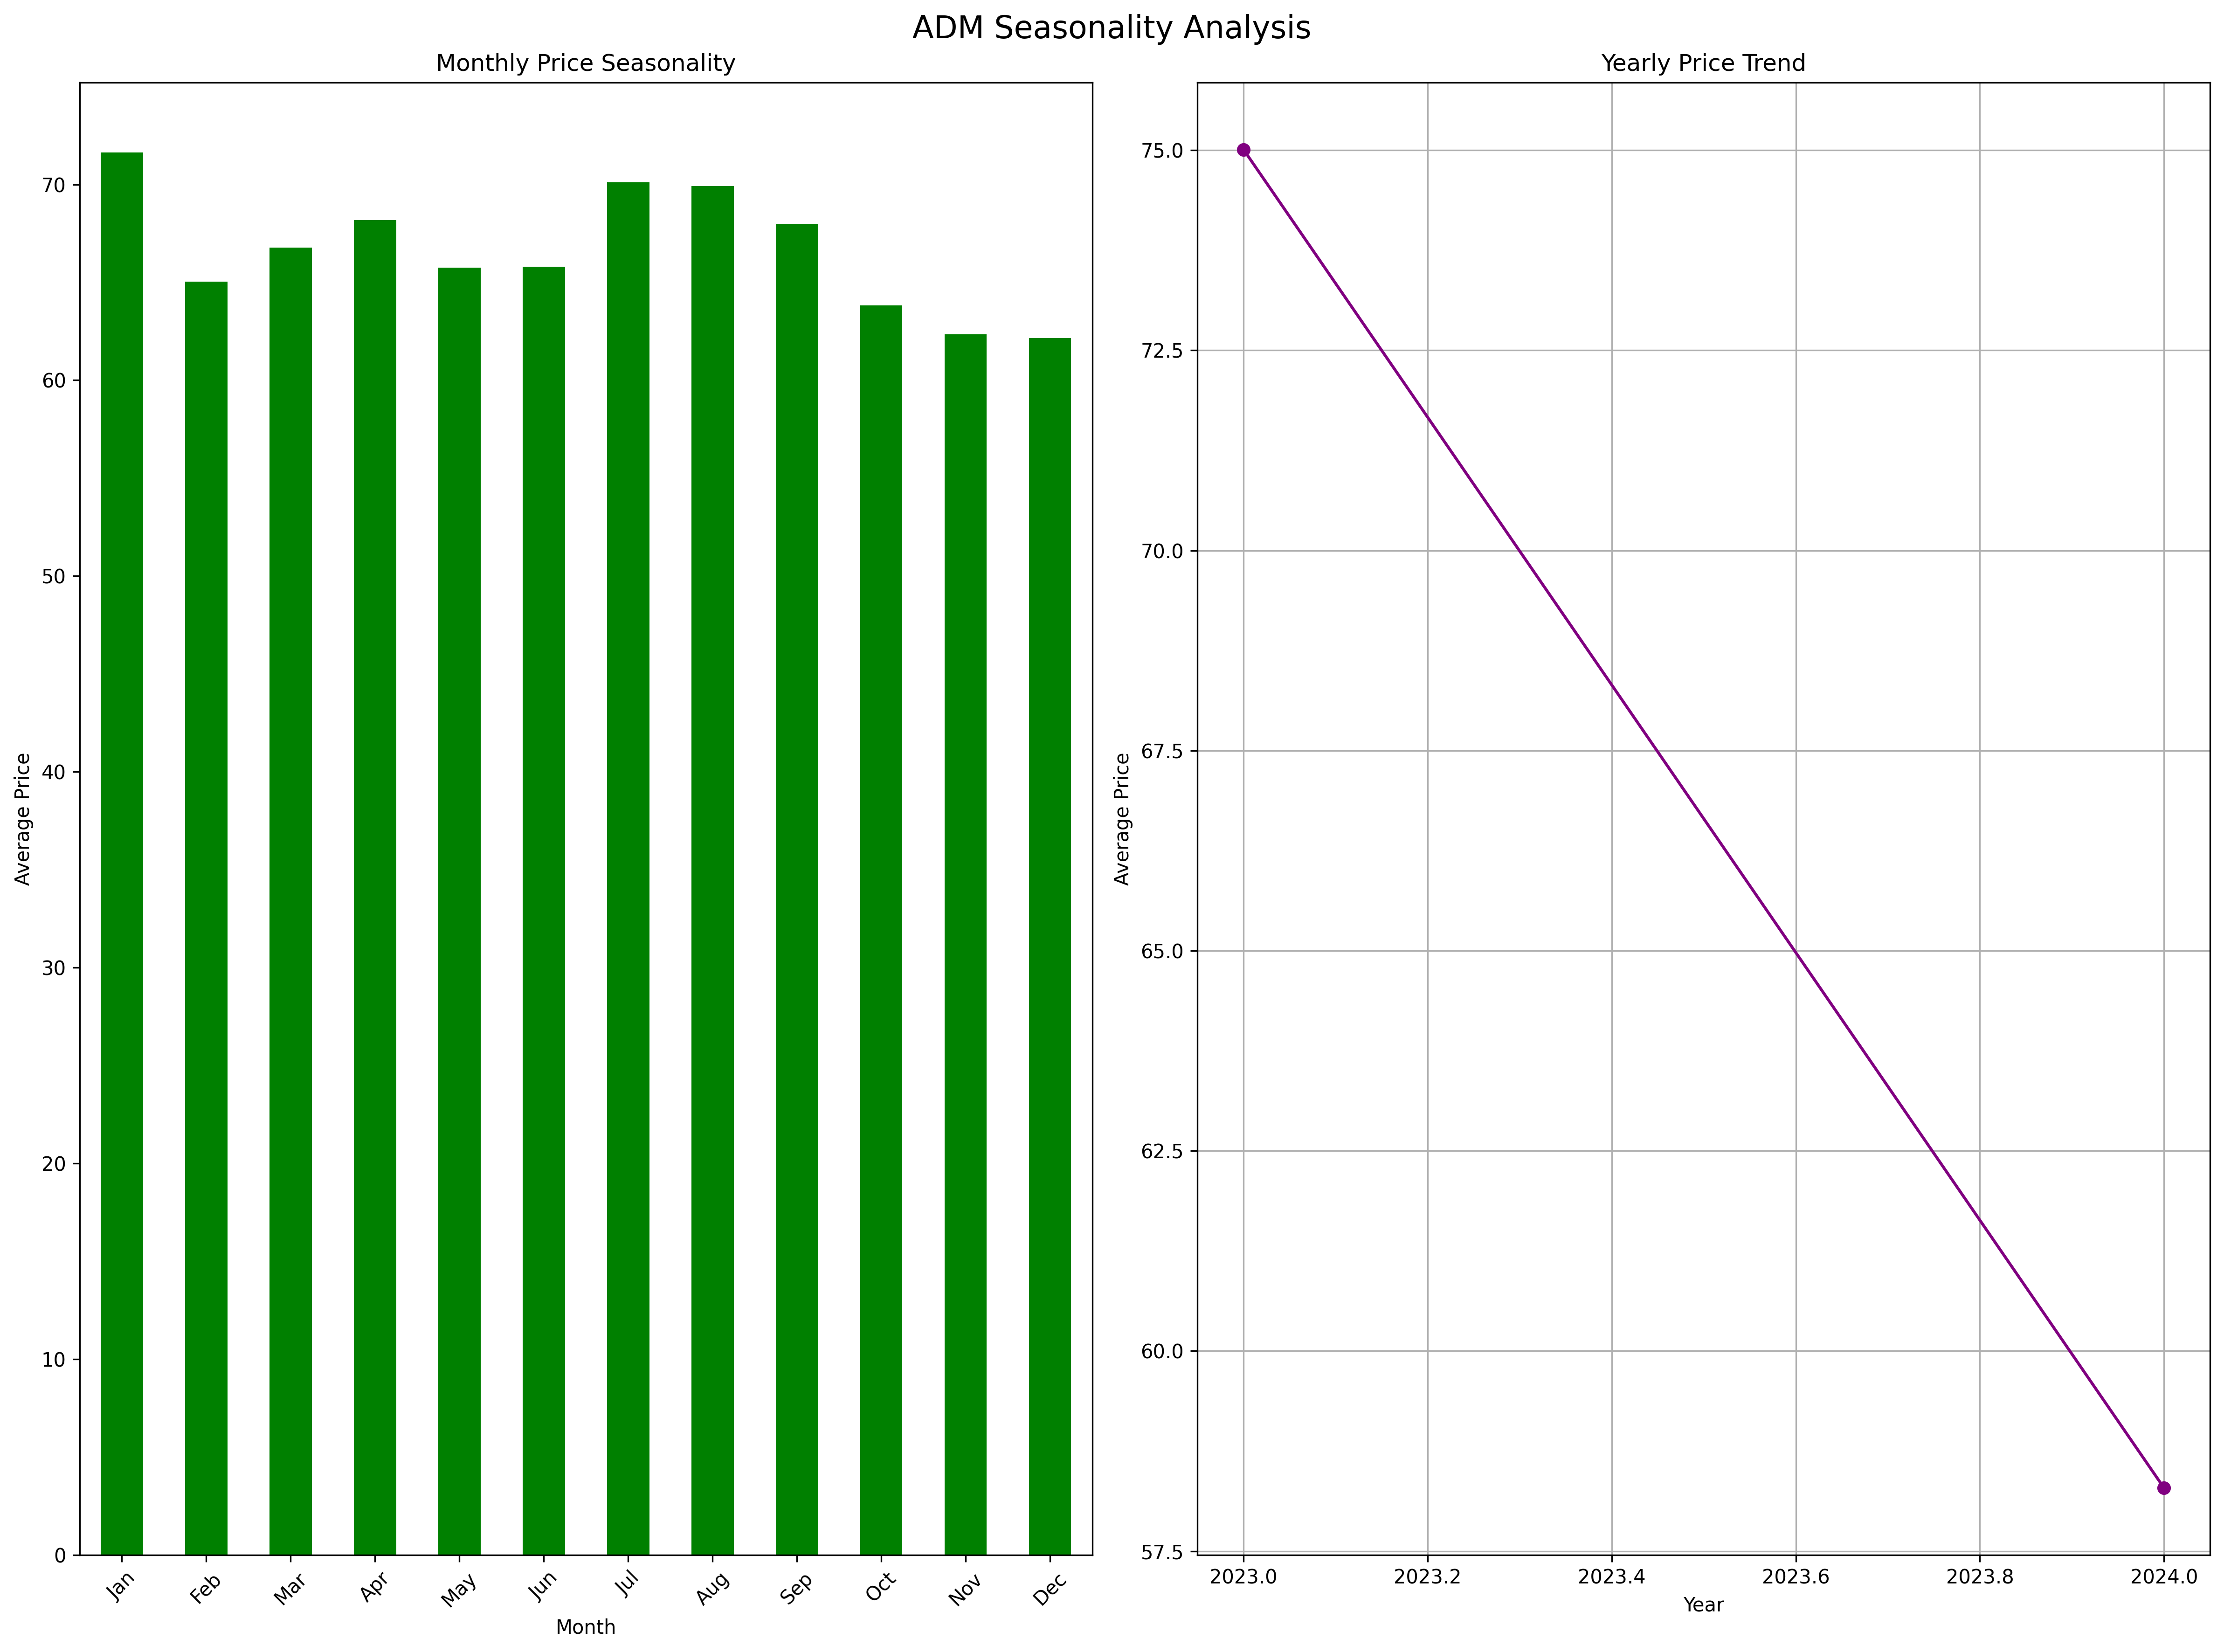 ADM Seasonality Analysis
Monthly Price Seasonality
Average Price
70
60
50
40
30
20
10
0
Jan
Feb
Mar
Apr
May
Jun
Jul
Aug
Sep
Oct
Nov
Dec
Month
Yearly Price Trend
Average Price
75.0
72.5
70.0
67.5
65.0
62.5
60.0
57.5
2023.0
2023.2
2023.4
2023.6
2023.8
2024.0
Year